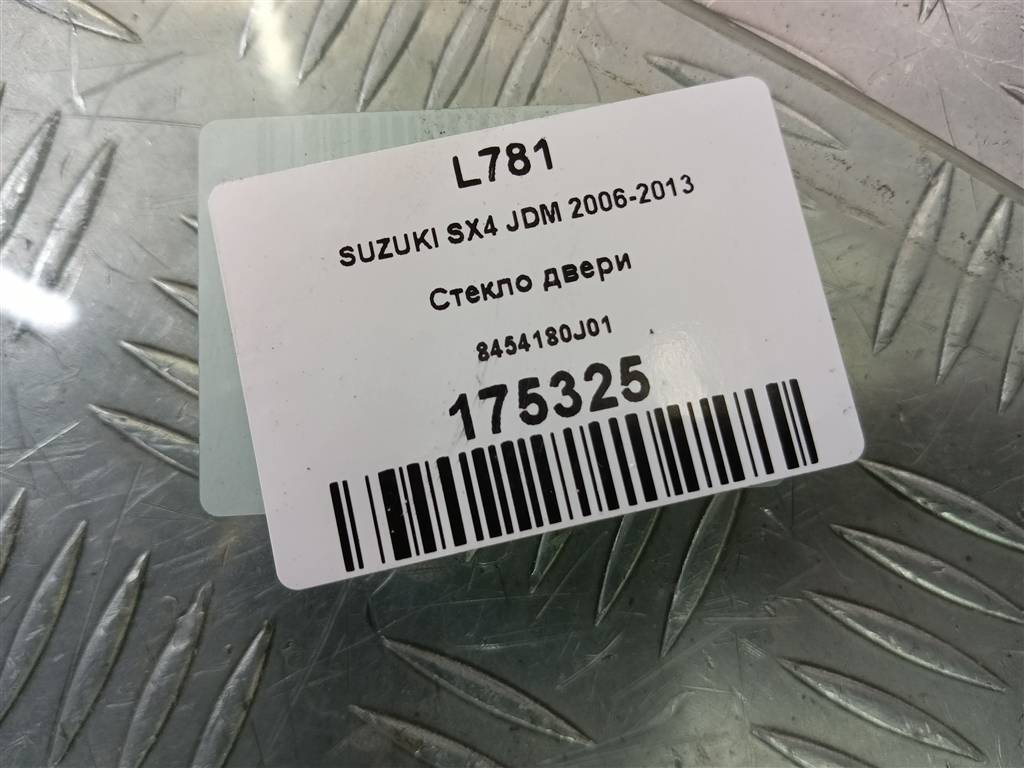 L781
SUZUKI SX4 JDM 2006-2013
Стекло двери
8454180J01
175325